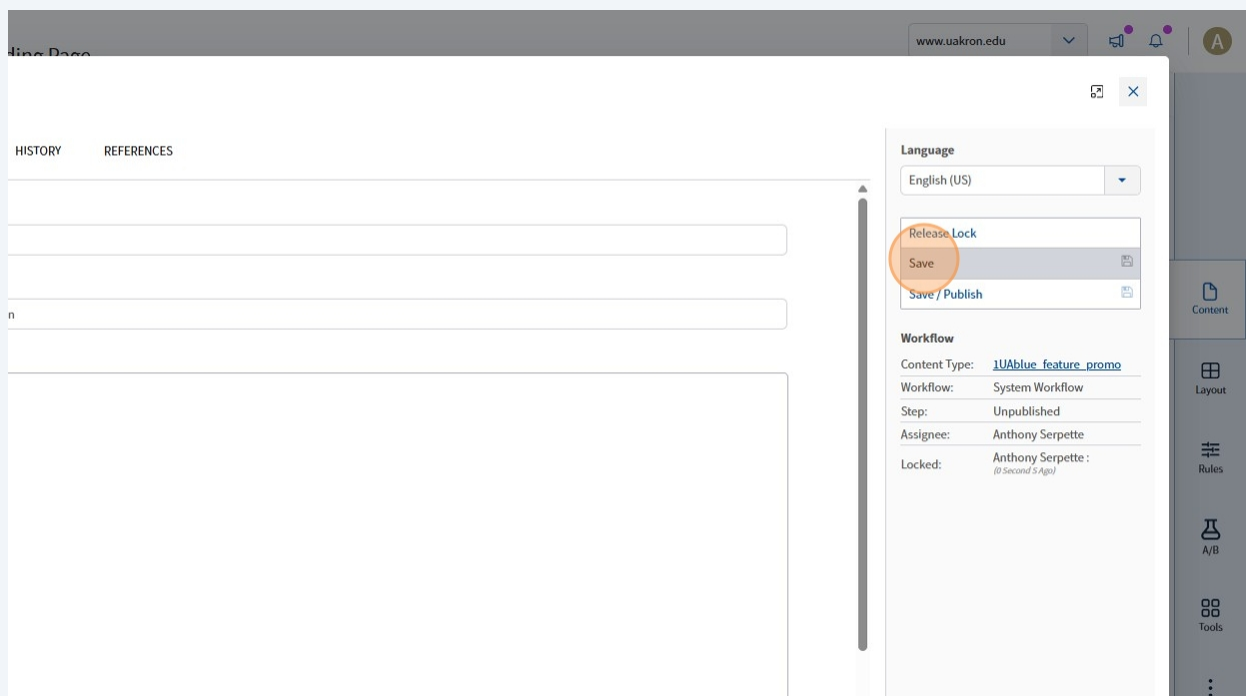 ding Page
www.uakron.edu
A
HISTORY
REFERENCES
Language
English (US)
Release Lock
Save
Save / Publish
n
Workflow
Content Type: 1UAblue_feature_promo
Workflow: System Workflow
Step: Unpublished
Assignee: Anthony Serpette
Locked: Anthony Serpette :
(0 Second S Ago)
Content
Layout
Rules
A/B
Tools